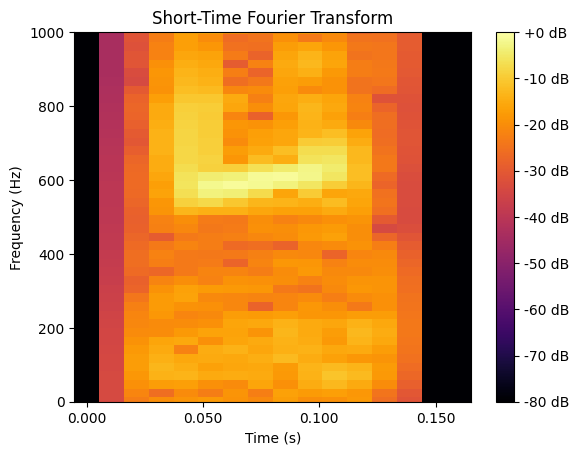 Short-Time Fourier Transform
1000
800
600
400
200
0
Frequency (Hz)
0.000
0.050
0.100
0.150
Time (s)
+0 dB
-10 dB
-20 dB
-30 dB
-40 dB
-50 dB
-60 dB
-70 dB
-80 dB